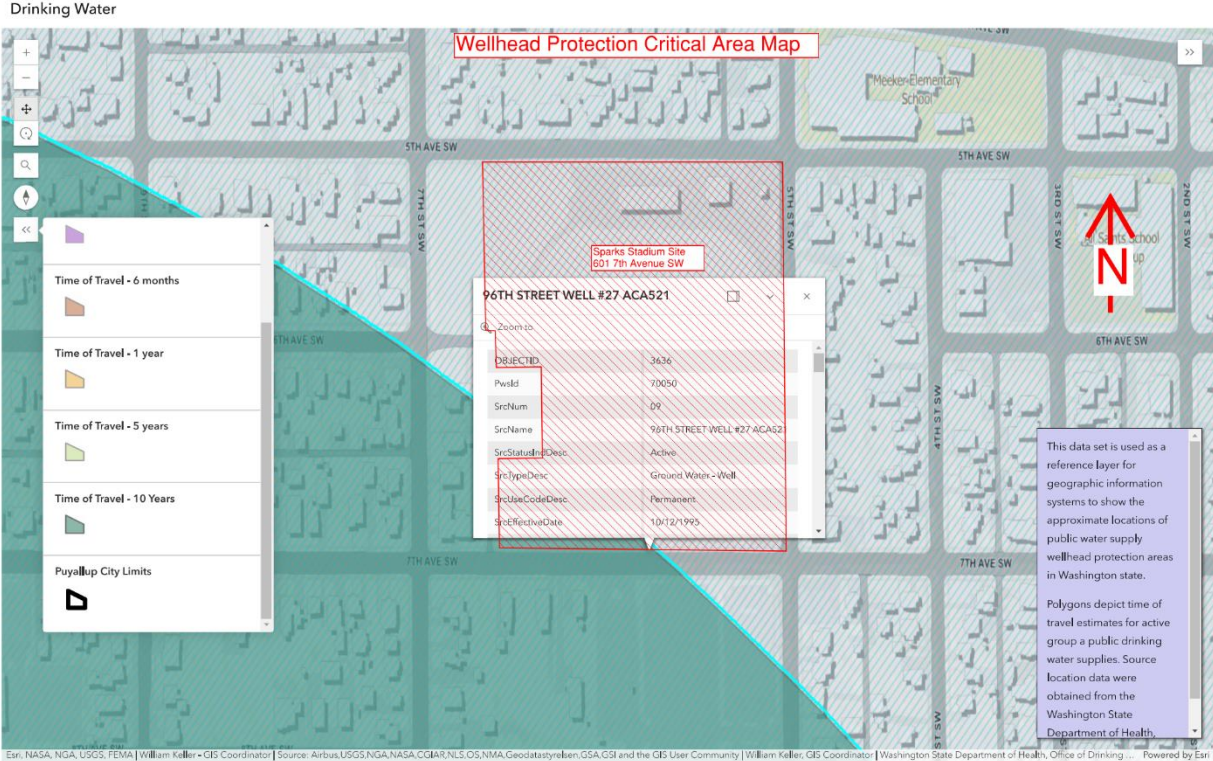 Drinking Water
Wellhead Protection Critical Area Map
Meeker Elementary
School
5TH AVE SW
5TH AVE SW
7TH ST SW
5TH ST SW
3RD ST SW
2ND ST SW
Sparks Stadium Site
601 7th Avenue SW
N
96TH STREET WELL #27 ACA521
Zoom to
OBJECTID 3636
PwsId 70050
SrcNum 09
SrcName 96TH STREET WELL #27 ACA521
SrcStatusIndDesc Active
SrcTypeDesc Ground Water - Well
SrcUseCodeDesc Permanent
SrcEffectiveDate 10/12/1995
Time of Travel - 6 months
Time of Travel - 1 year
Time of Travel - 5 years
Time of Travel - 10 Years
Puyallup City Limits
6TH AVE SW
4TH ST SW
7TH AVE SW
7TH AVE SW
This data set is used as a
reference layer for
geographic information
systems to show the
approximate locations of
public water supply
wellhead protection areas
in Washington state.
Polygons depict time of
travel estimates for active
group a public drinking
water supplies. Source
location data were
obtained from the
Washington State
Department of Health,
Esri, NASA, NGA, USGS, FEMA | William Keller - GIS Coordinator | Source: Airbus,USGS,NGA,NASA,CGIAR,NLS,OS,NMA,Geodatastyrelsen,GSA,GSI and the GIS User Community | William Keller, GIS Coordinator | Washington State Department of Health, Office of Drinking... Powered by Esri